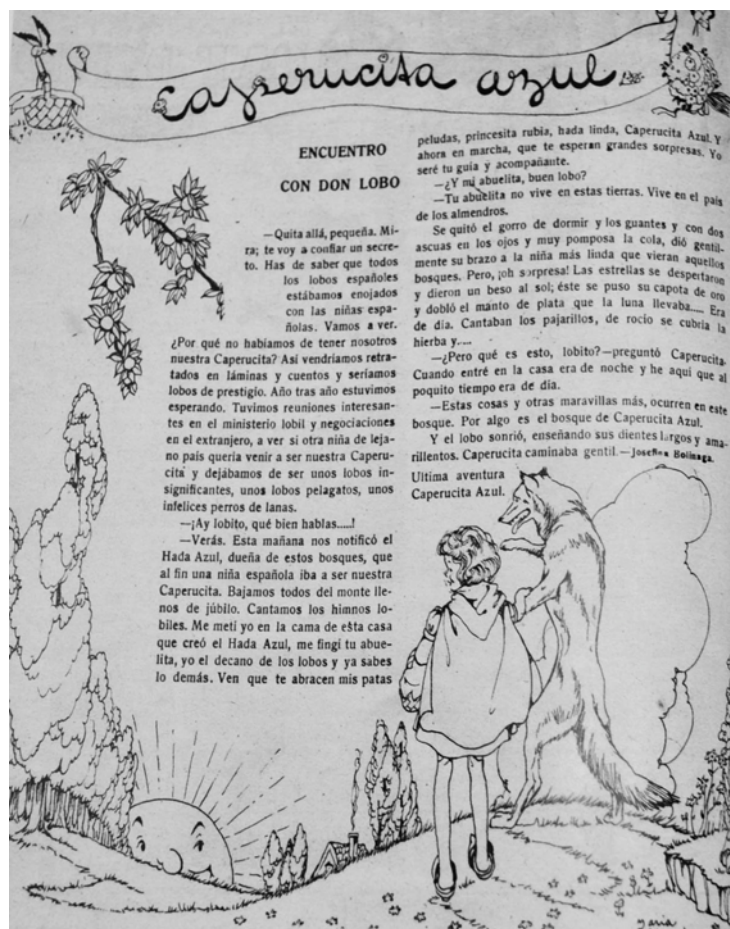 caperucita azul
ENCUENTRO
CON DON LOBO
—Quita allá, pequeña. Mi-
ra; te voy a confiar un secre-
to. Has de saber que todos
los lobos españoles
estábamos enojados
con las niñas espa-
ñolas. Vamos a ver.
¿Por qué no habíamos de tener nosotros
nuestra Caperucita? Así vendríamos retra-
tados en láminas y cuentos y seríamos
lobos de prestigio. Año tras año estuvimos
esperando. Tuvimos reuniones interesan-
tes en el ministerio lobil y negociaciones
en el extranjero, a ver si otra niña de leja-
no país quería venir a ser nuestra Caperu-
cita y dejábamos de ser unos lobos in-
significantes, unos lobos pelagatos, unos
infelices perros de lanas.
—¡Ay lobito, qué bien hablas.....!
—Verás. Esta mañana nos notificó el
Hada Azul, dueña de estos bosques, que
al fin una niña española iba a ser nuestra
Caperucita. Bajamos todos del monte lle-
nos de júbilo. Cantamos los himnos lo-
biles. Me metí yo en la cama de esta casa
que creó el Hada Azul, me fingí tu abue-
lita, yo el decano de los lobos y ya sabes
lo demás. Ven que te abracen mis patas
peludas, princesita rubia, hada linda, Caperucita Azul. Y
ahora en marcha, que te esperan grandes sorpresas. Yo
seré tu guía y acompañante.
—¿Y mi abuelita, buen lobo?
—Tu abuelita no vive en estas tierras. Vive en el país
de los almendros.
Se quitó el gorro de dormir y los guantes y con dos
ascuas en los ojos y muy pomposa la cola, dió gentil-
mente su brazo a la niña más linda que vieran aquellos
bosques. Pero, ¡oh sorpresa! Las estrellas se despertaron
y dieron un beso al sol; éste se puso su capota de oro
y dobló el manto de plata que la luna llevaba..... Era
de día. Cantaban los pajarillos, de rocío se cubría la
hierba y.....
—¿Pero qué es esto, lobito?—preguntó Caperucita.
Cuando entré en la casa era de noche y he aquí que al
poquito tiempo era de día.
—Estas cosas y otras maravillas más, ocurren en este
bosque. Por algo es el bosque de Caperucita Azul.
Y el lobo sonrió, enseñando sus dientes largos y ama-
rillentos. Caperucita caminaba gentil.—Josefina Bolinaga.
Ultima aventura
Caperucita Azul.